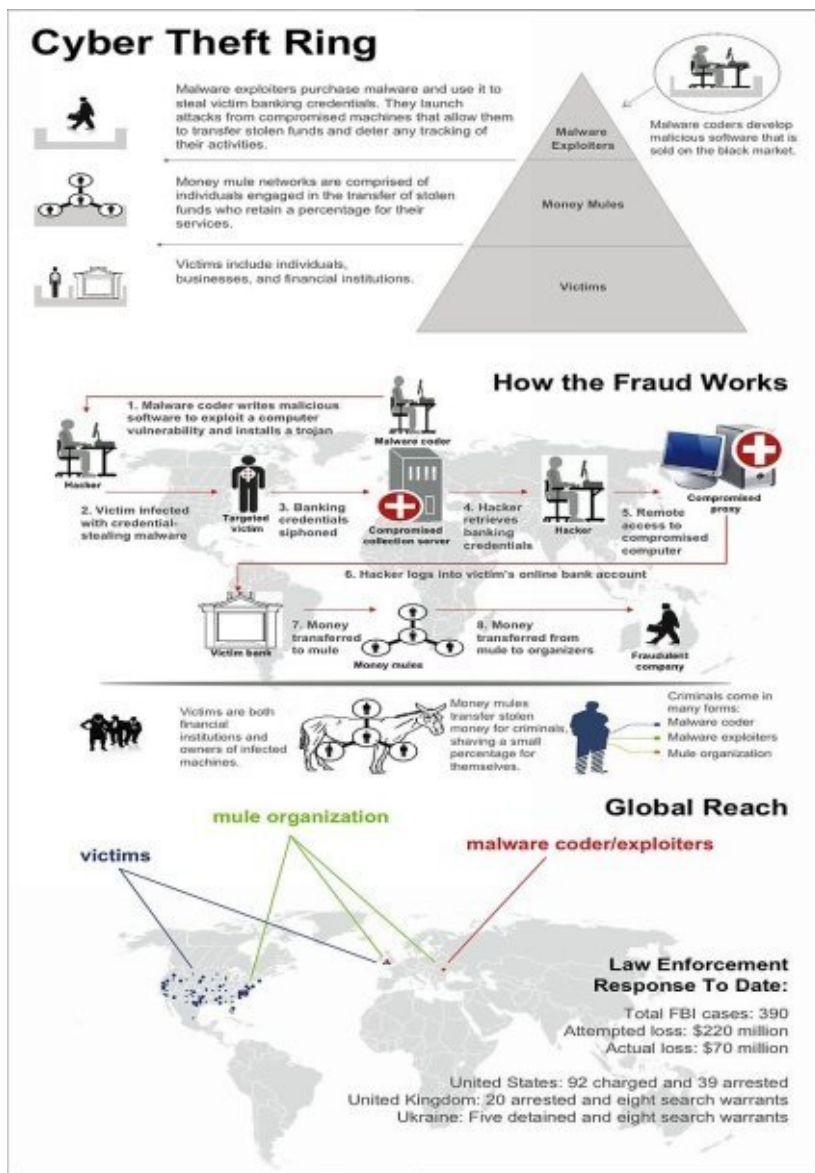 Cyber Theft Ring
Malware exploiters purchase malware and use it to
steal victim banking credentials. They launch
attacks from compromised machines that allow them
to transfer stolen funds and deter any tracking of
their activities.
Malware
Exploiters
Malware coders develop
malicious software that is
sold on the black market.
Money mule networks are comprised of
individuals engaged in the transfer of stolen
funds who retain a percentage for their
services.
Money Mules
Victims include individuals,
businesses, and financial institutions.
Victims
How the Fraud Works
1. Malware coder writes malicious
software to exploit a computer
vulnerability and installs a trojan
Malware coder
Hacker
2. Victim infected
with credential-
stealing malware
Targeted
victim
3. Banking
credentials
siphoned
Compromised
collection server
4. Hacker
retrieves
banking
credentials
Hacker
5. Remote
access to
compromised
computer
Compromised
proxy
6. Hacker logs into victim's online bank account
Victim bank
7. Money
transferred
to mule
Money mules
8. Money
transferred from
mule to organizers
Fraudulent
company
Victims are both
financial
institutions and
owners of infected
machines.
Money mules
transfer stolen
money for criminals,
shaving a small
percentage for
themselves.
Criminals come in
many forms:
Malware coder
Malware exploiters
Mule organization
Global Reach
mule organization
victims
malware coder/exploiters
Law Enforcement
Response To Date:
Total FBI cases: 390
Attempted loss: $220 million
Actual loss: $70 million
United States: 92 charged and 39 arrested
United Kingdom: 20 arrested and eight search warrants
Ukraine: Five detained and eight search warrants